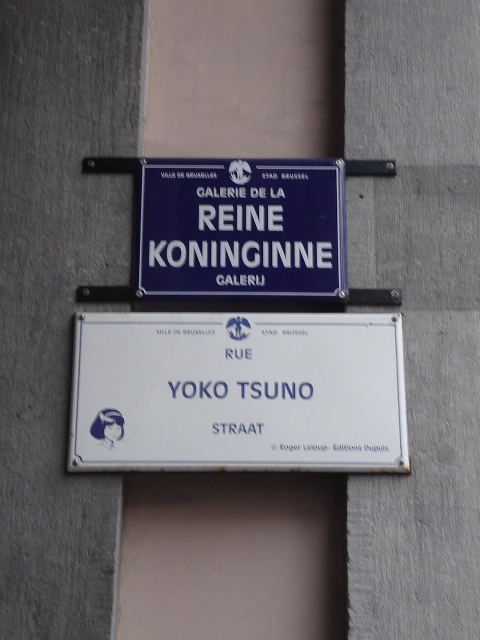 VILLE DE BRUXELLES STAD BRUSSEL
GALERIE DE LA
REINE
KONINGINNE
GALERIJ
VILLE DE BRUXELLES STAD BRUSSEL
RUE
YOKO TSUNO
STRAAT
© Roger Leloup- Editions Dupuis